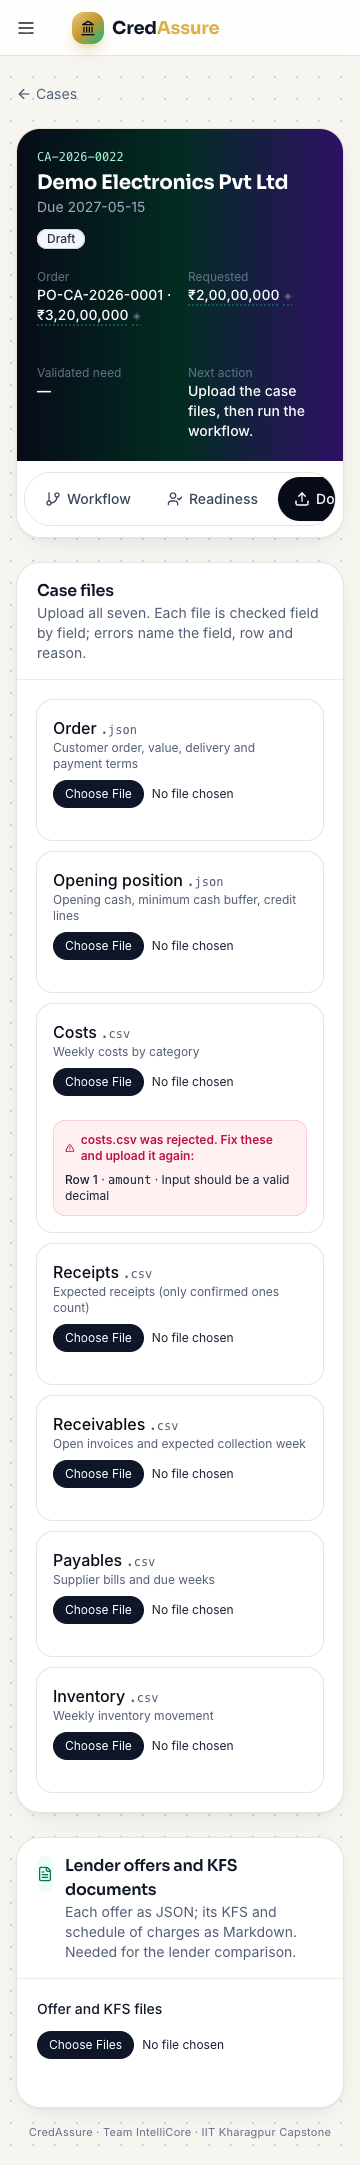 CredAssure
← Cases
CA-2026-0022
Demo Electronics Pvt Ltd
Due 2027-05-15
Draft
Order
PO-CA-2026-0001 ·
₹3,20,00,000
Requested
₹2,00,00,000
Validated need
—
Next action
Upload the case
files, then run the
workflow.
Workflow Readiness Do
Case files
Upload all seven. Each file is checked field
by field; errors name the field, row and
reason.
Order .json
Customer order, value, delivery and
payment terms
Choose File No file chosen
Opening position .json
Opening cash, minimum cash buffer, credit
lines
Choose File No file chosen
Costs .csv
Weekly costs by category
Choose File No file chosen
costs.csv was rejected. Fix these
and upload it again:
Row 1 · amount · Input should be a valid
decimal
Receipts .csv
Expected receipts (only confirmed ones
count)
Choose File No file chosen
Receivables .csv
Open invoices and expected collection week
Choose File No file chosen
Payables .csv
Supplier bills and due weeks
Choose File No file chosen
Inventory .csv
Weekly inventory movement
Choose File No file chosen
Lender offers and KFS
documents
Each offer as JSON; its KFS and
schedule of charges as Markdown.
Needed for the lender comparison.
Offer and KFS files
Choose Files No file chosen
CredAssure · Team IntelliCore · IIT Kharagpur Capstone